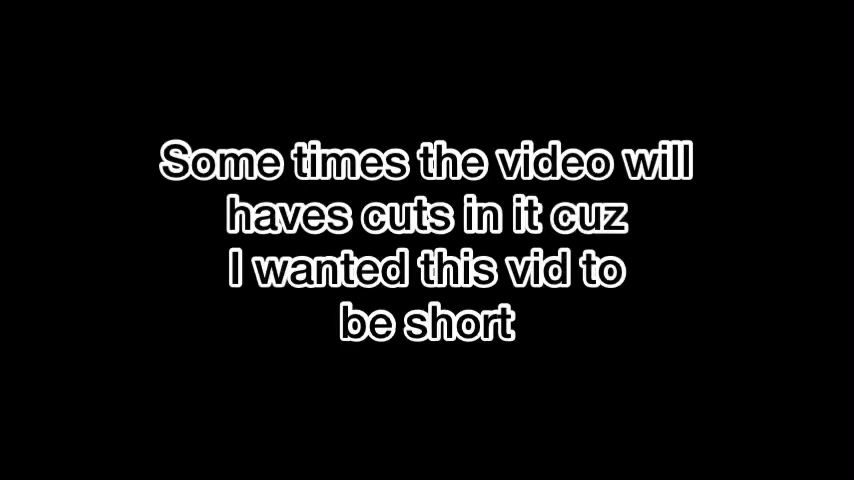 Some times the video will
haves cuts in it cuz
I wanted this vid to
be short